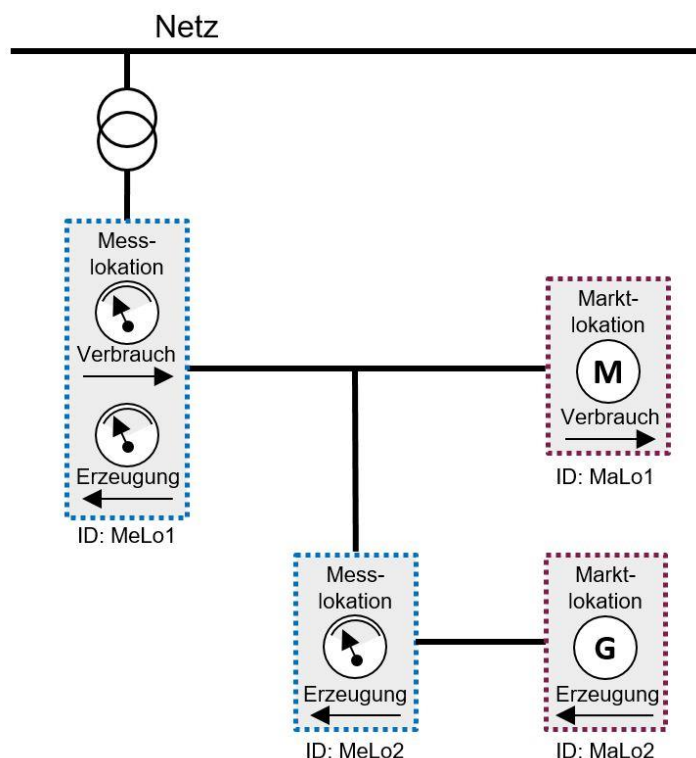 Netz
Mess-
lokation
Verbrauch
Erzeugung
ID: MeLo1
Markt-
lokation
M
Verbrauch
ID: MaLo1
Mess-
lokation
Erzeugung
ID: MeLo2
Markt-
lokation
G
Erzeugung
ID: MaLo2